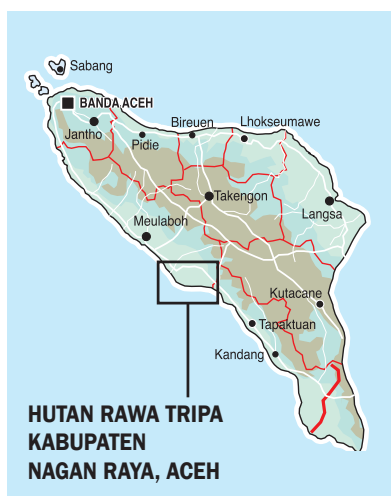 Sabang
BANDA ACEH
Jantho
Pidie
Bireuen
Lhokseumawe
Takengon
Langsa
Meulaboh
Kutacane
Tapaktuan
Kandang
HUTAN RAWA TRIPA
KABUPATEN
NAGAN RAYA, ACEH